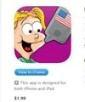 View In iTunes
This app is designed for
both iPhone and iPad
$1.99